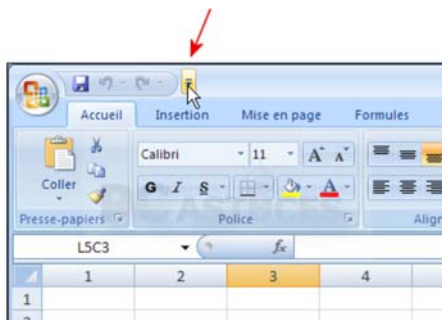 Accueil Insertion Mise en page Formules
Calibri 11 A A
Coller G I S A
Presse-papiers Police Align
L5C3 fx
1 2 3 4
1